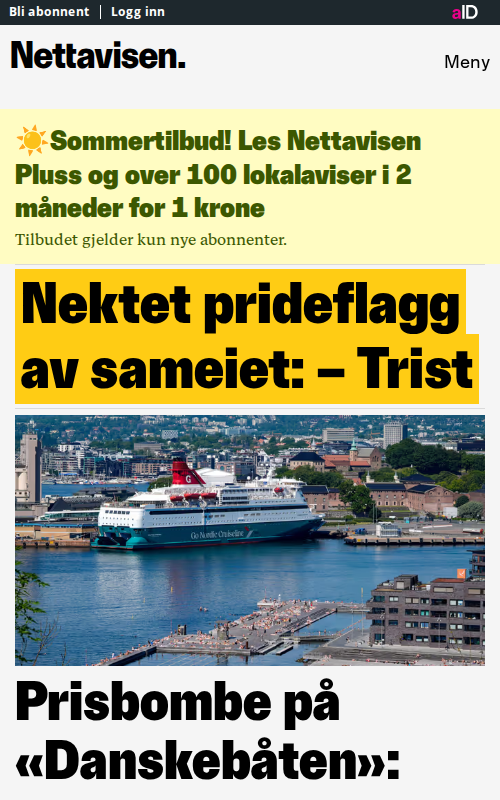 Bli abonnent | Logg inn
aID
Nettavisen.
Meny
☀️Sommertilbud! Les Nettavisen
Pluss og over 100 lokalaviser i 2
måneder for 1 krone
Tilbudet gjelder kun nye abonnenter.
Nektet prideflagg
av sameiet: – Trist
G
Go Nordic Cruiseline
Prisbombe på
«Danskebåten»: